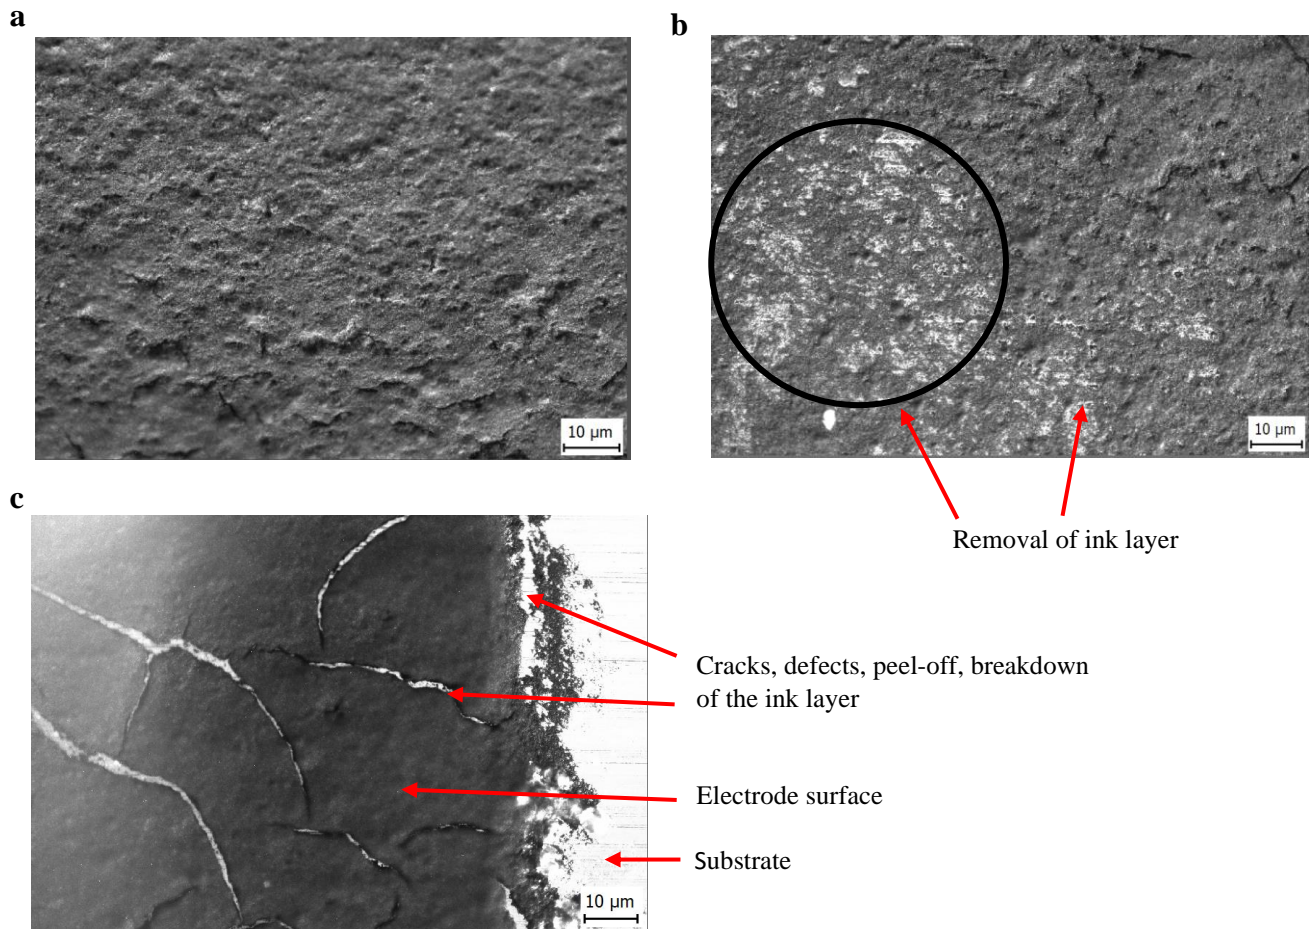 a
b
10 µm
10 µm
Removal of ink layer
c
Cracks, defects, peel-off, breakdown
of the ink layer
Electrode surface
Substrate
10 µm